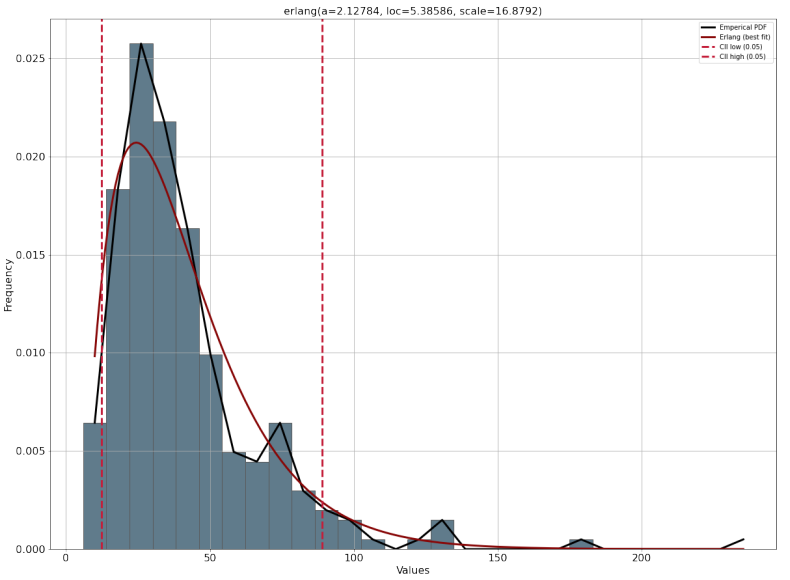 erlang(a=2.12784, loc=5.38586, scale=16.8792)
Emperical PDF
Erlang (best fit)
CII low (0.05)
CII high (0.05)
Frequency
0.025
0.020
0.015
0.010
0.005
0.000
0 50 100 150 200
Values